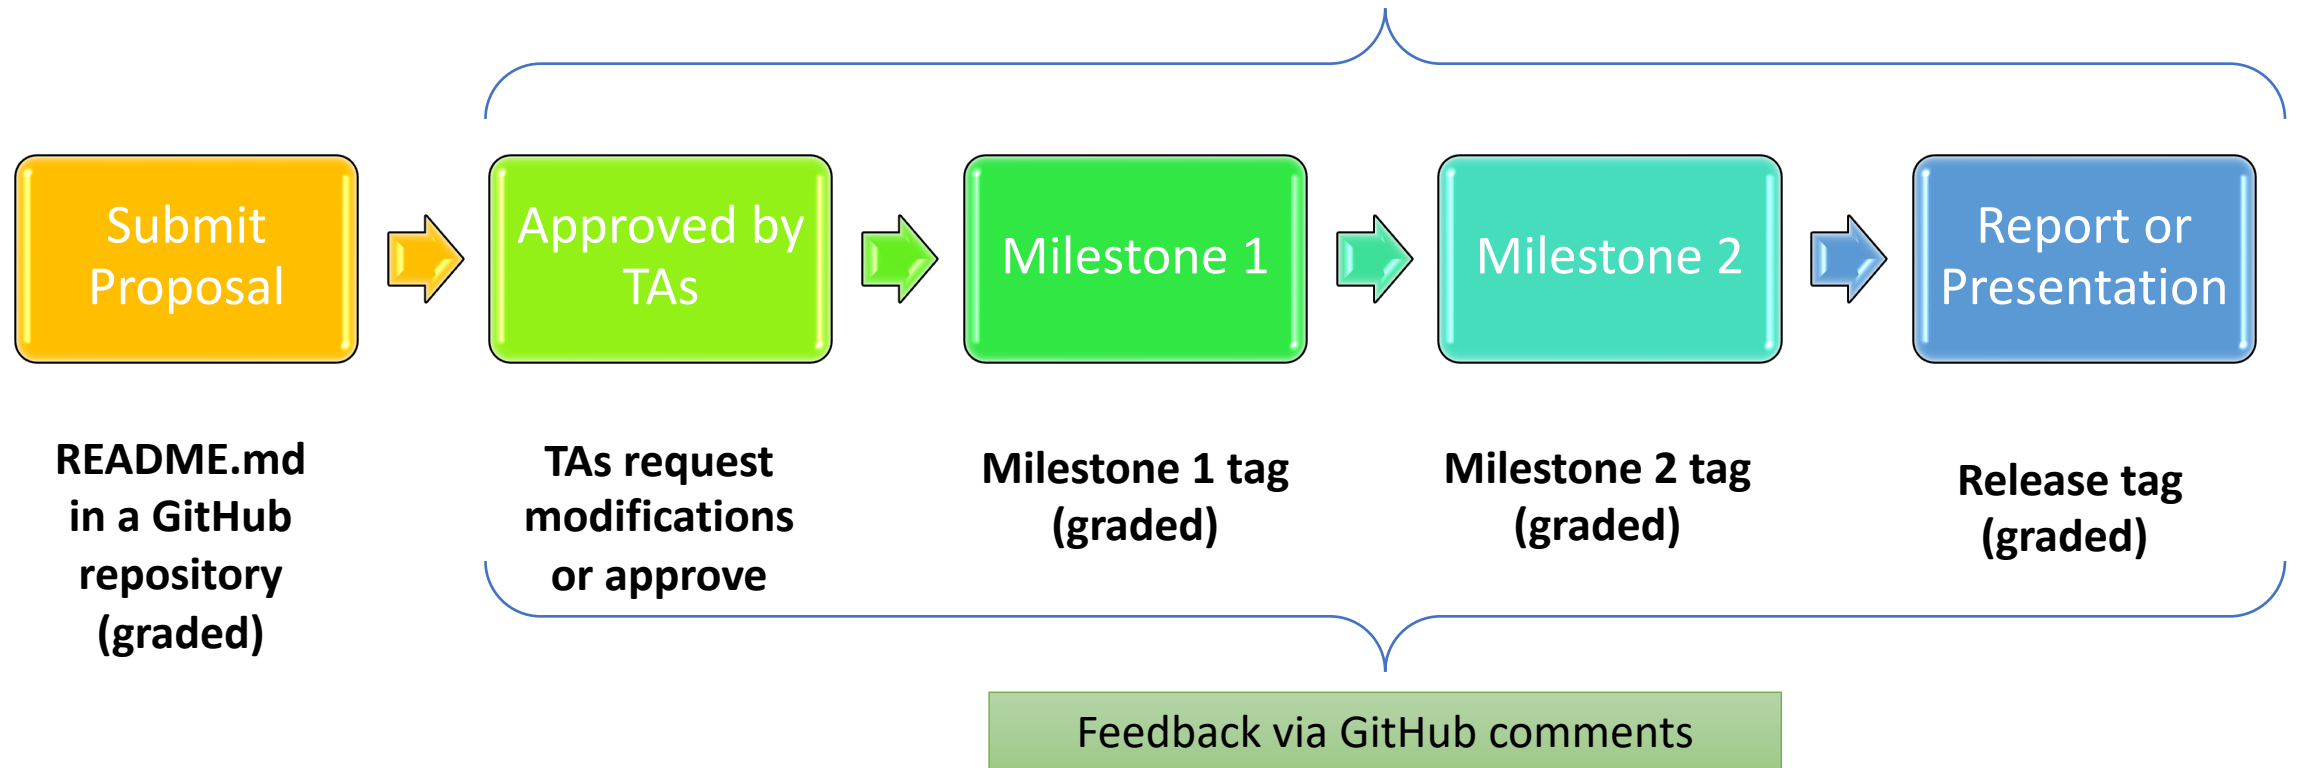 Submit
Proposal
Approved by
TAs
Milestone 1
Milestone 2
Report or
Presentation
README.md
in a GitHub
repository
(graded)
TAs request
modifications
or approve
Milestone 1 tag
(graded)
Milestone 2 tag
(graded)
Release tag
(graded)
Feedback via GitHub comments